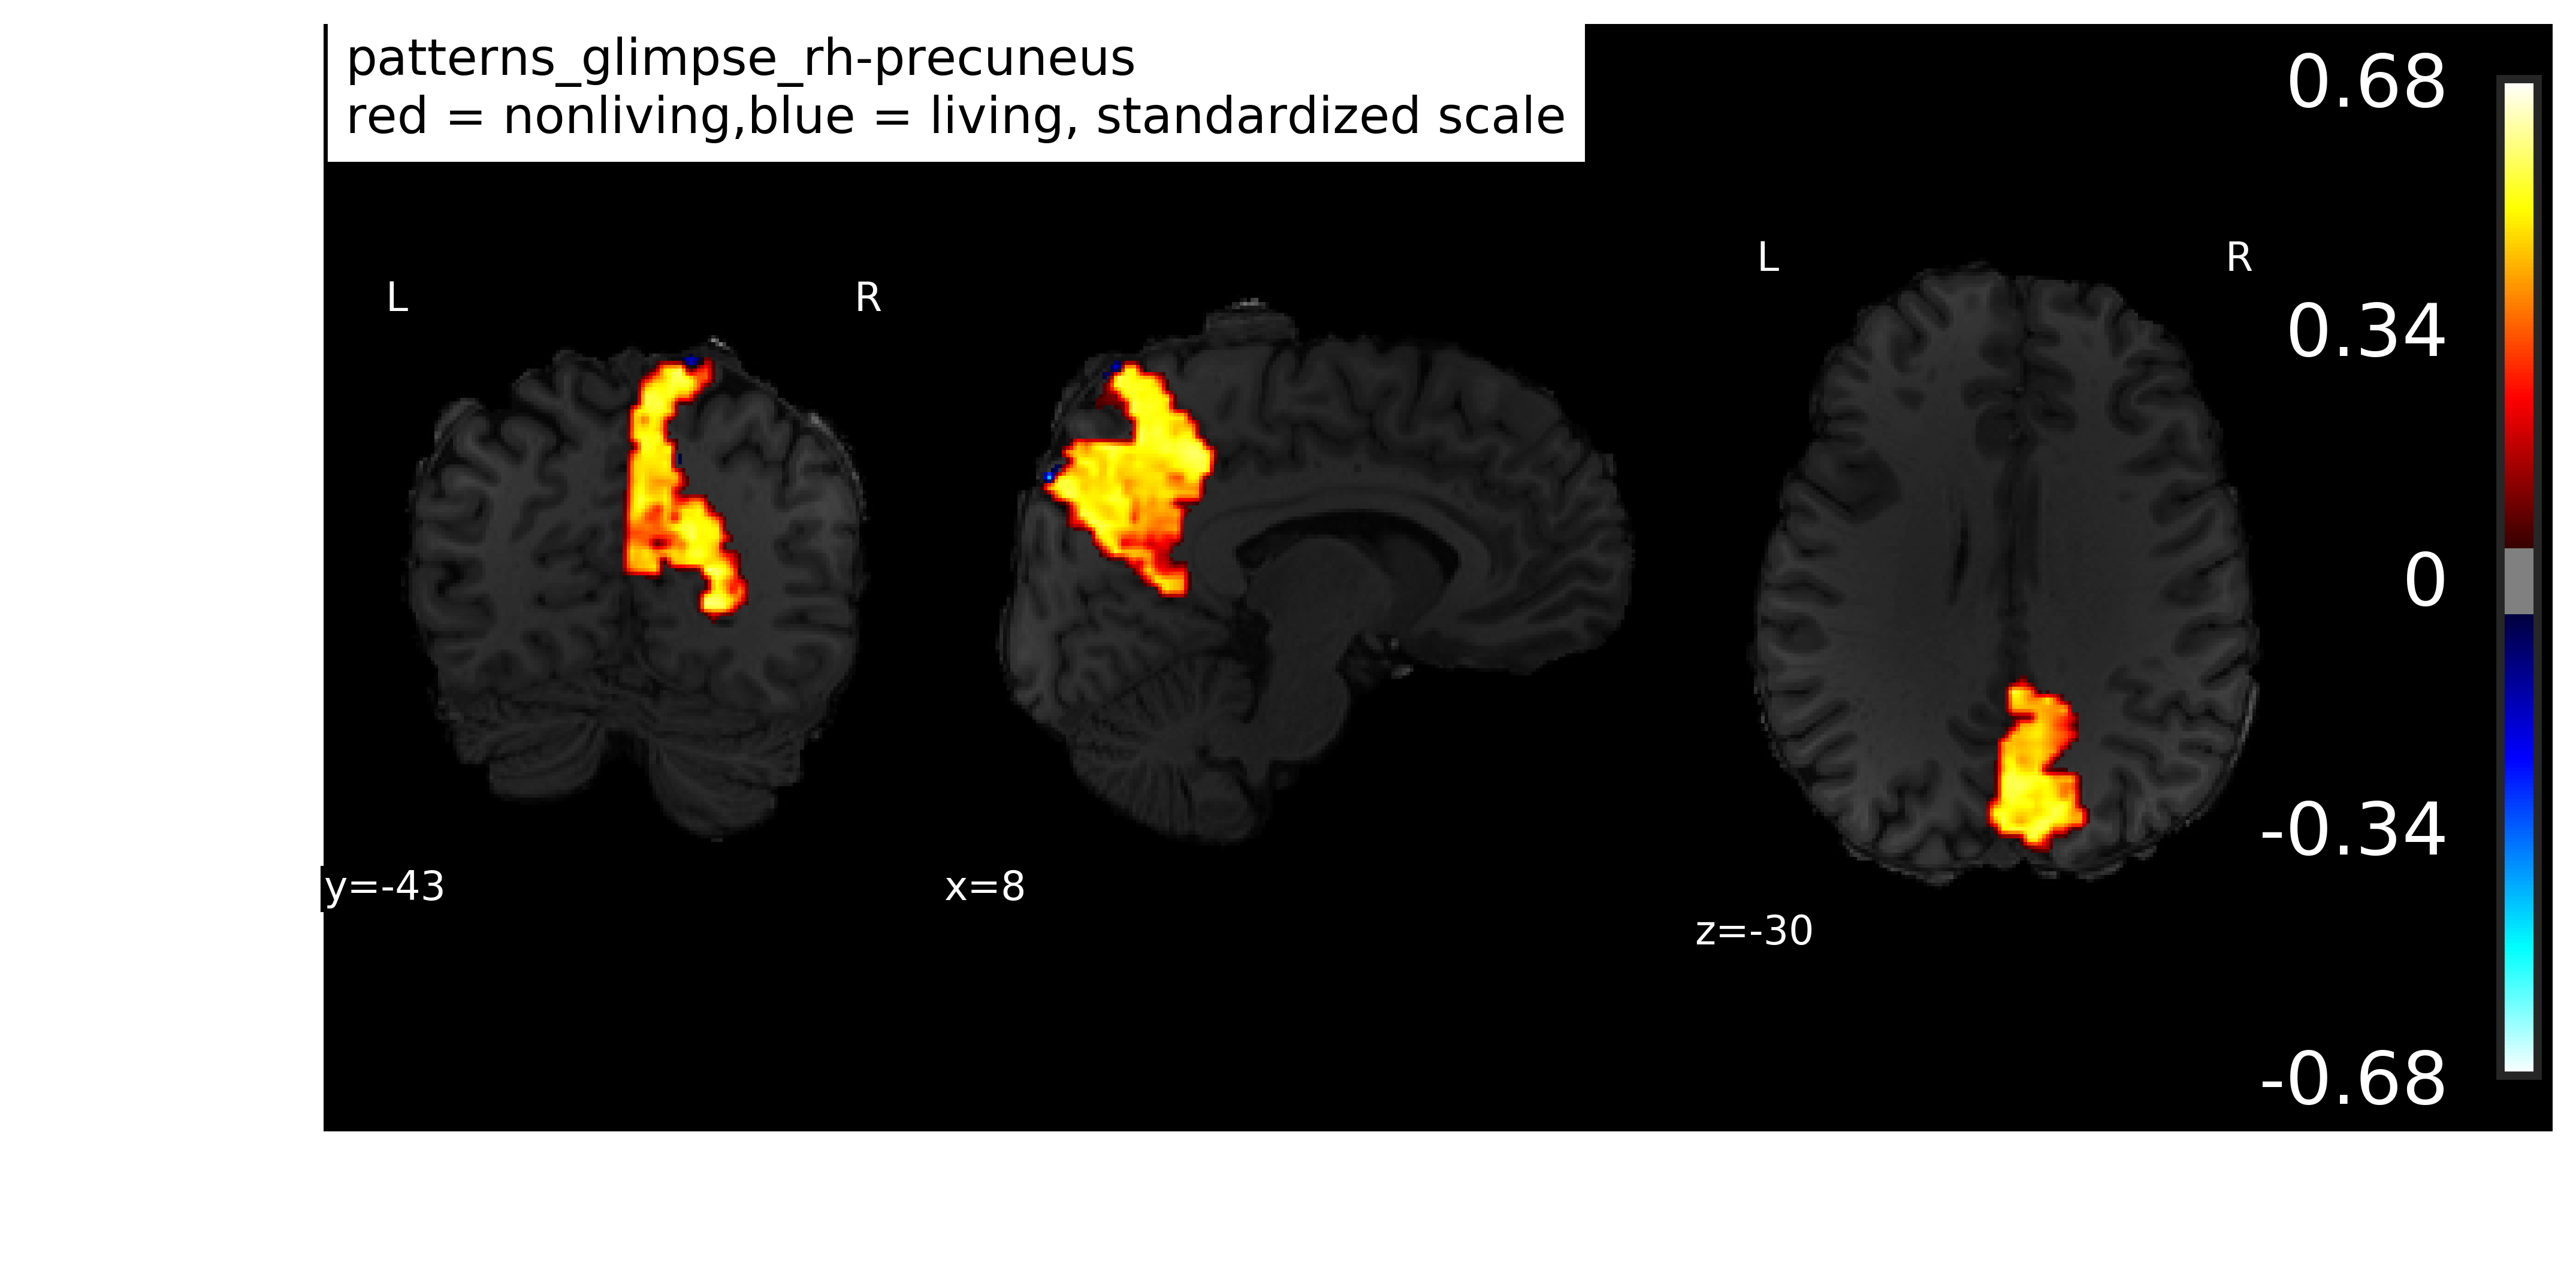 patterns_glimpse_rh-precuneus
red = nonliving,blue = living, standardized scale
L
R
L
R
y=-43
x=8
z=-30
0.68
0.34
0
-0.34
-0.68